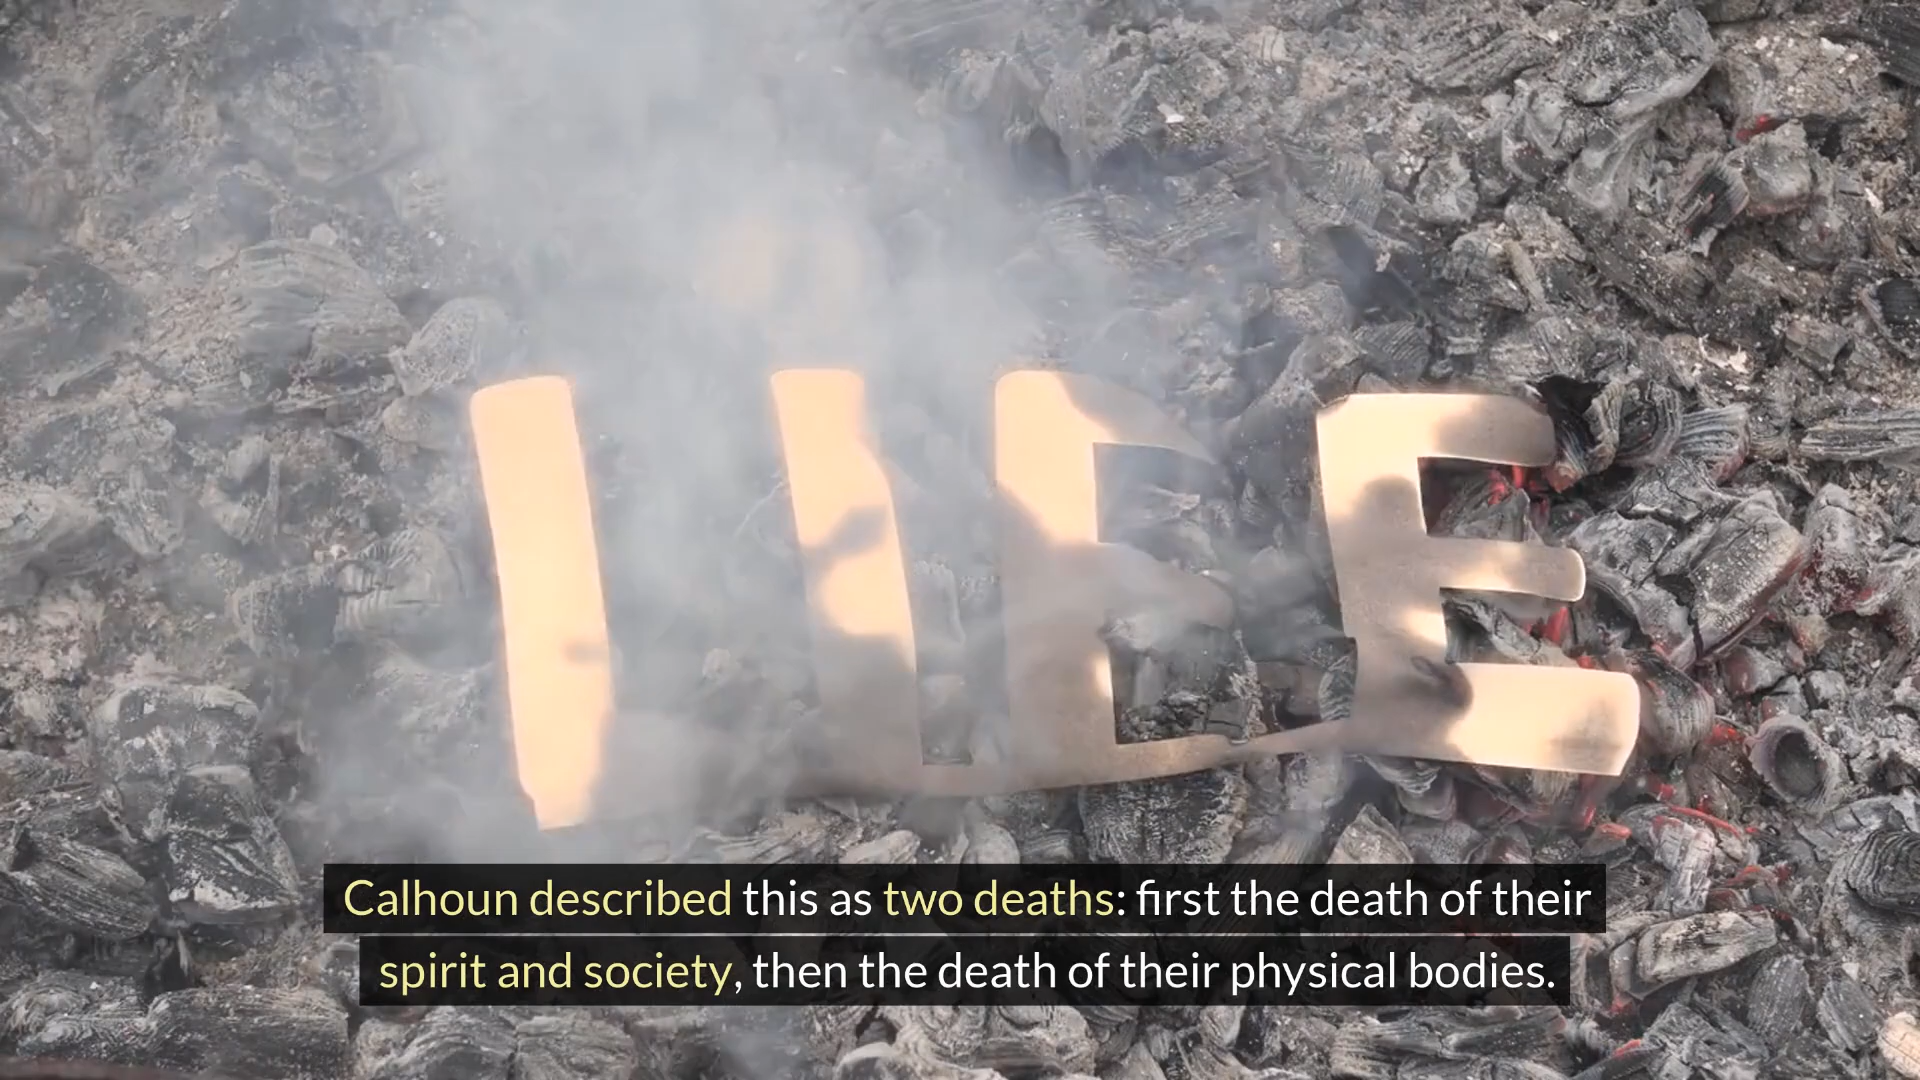 LIFE
Calhoun described this as two deaths: first the death of their
spirit and society, then the death of their physical bodies.